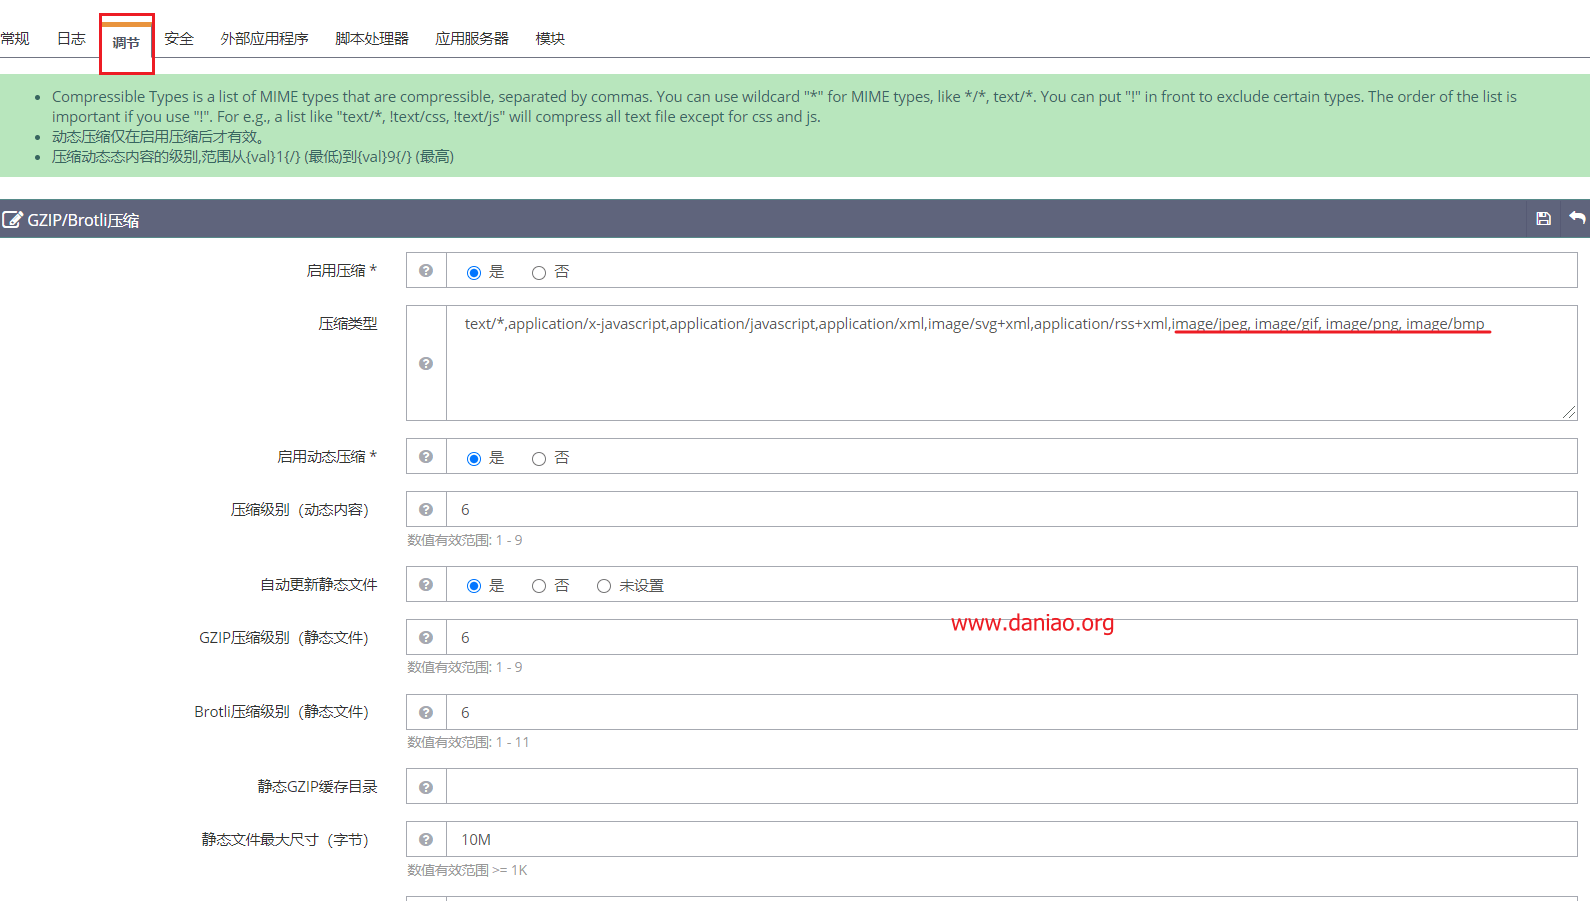 常规 日志 调节 安全 外部应用程序 脚本处理器 应用服务器 模块
Compressible Types is a list of MIME types that are compressible, separated by commas. You can use wildcard "*" for MIME types, like */*, text/*. You can put "!" in front to exclude certain types. The order of the list is
important if you use "!". For e.g., a list like "text/*, !text/css, !text/js" will compress all text file except for css and js.
动态压缩仅在启用压缩后才有效。
压缩动态态内容的级别,范围从{val}1{/} (最低)到{val}9{/} (最高)
GZIP/Brotli压缩
启用压缩 * 是 否
压缩类型 text/*,application/x-javascript,application/javascript,application/xml,image/svg+xml,application/rss+xml,image/jpeg, image/gif, image/png, image/bmp
启用动态压缩 * 是 否
压缩级别（动态内容） 6
数值有效范围: 1 - 9
自动更新静态文件 是 否 未设置
www.daniao.org
GZIP压缩级别（静态文件） 6
数值有效范围: 1 - 9
Brotli压缩级别（静态文件） 6
数值有效范围: 1 - 11
静态GZIP缓存目录
静态文件最大尺寸（字节） 10M
数值有效范围 >= 1K